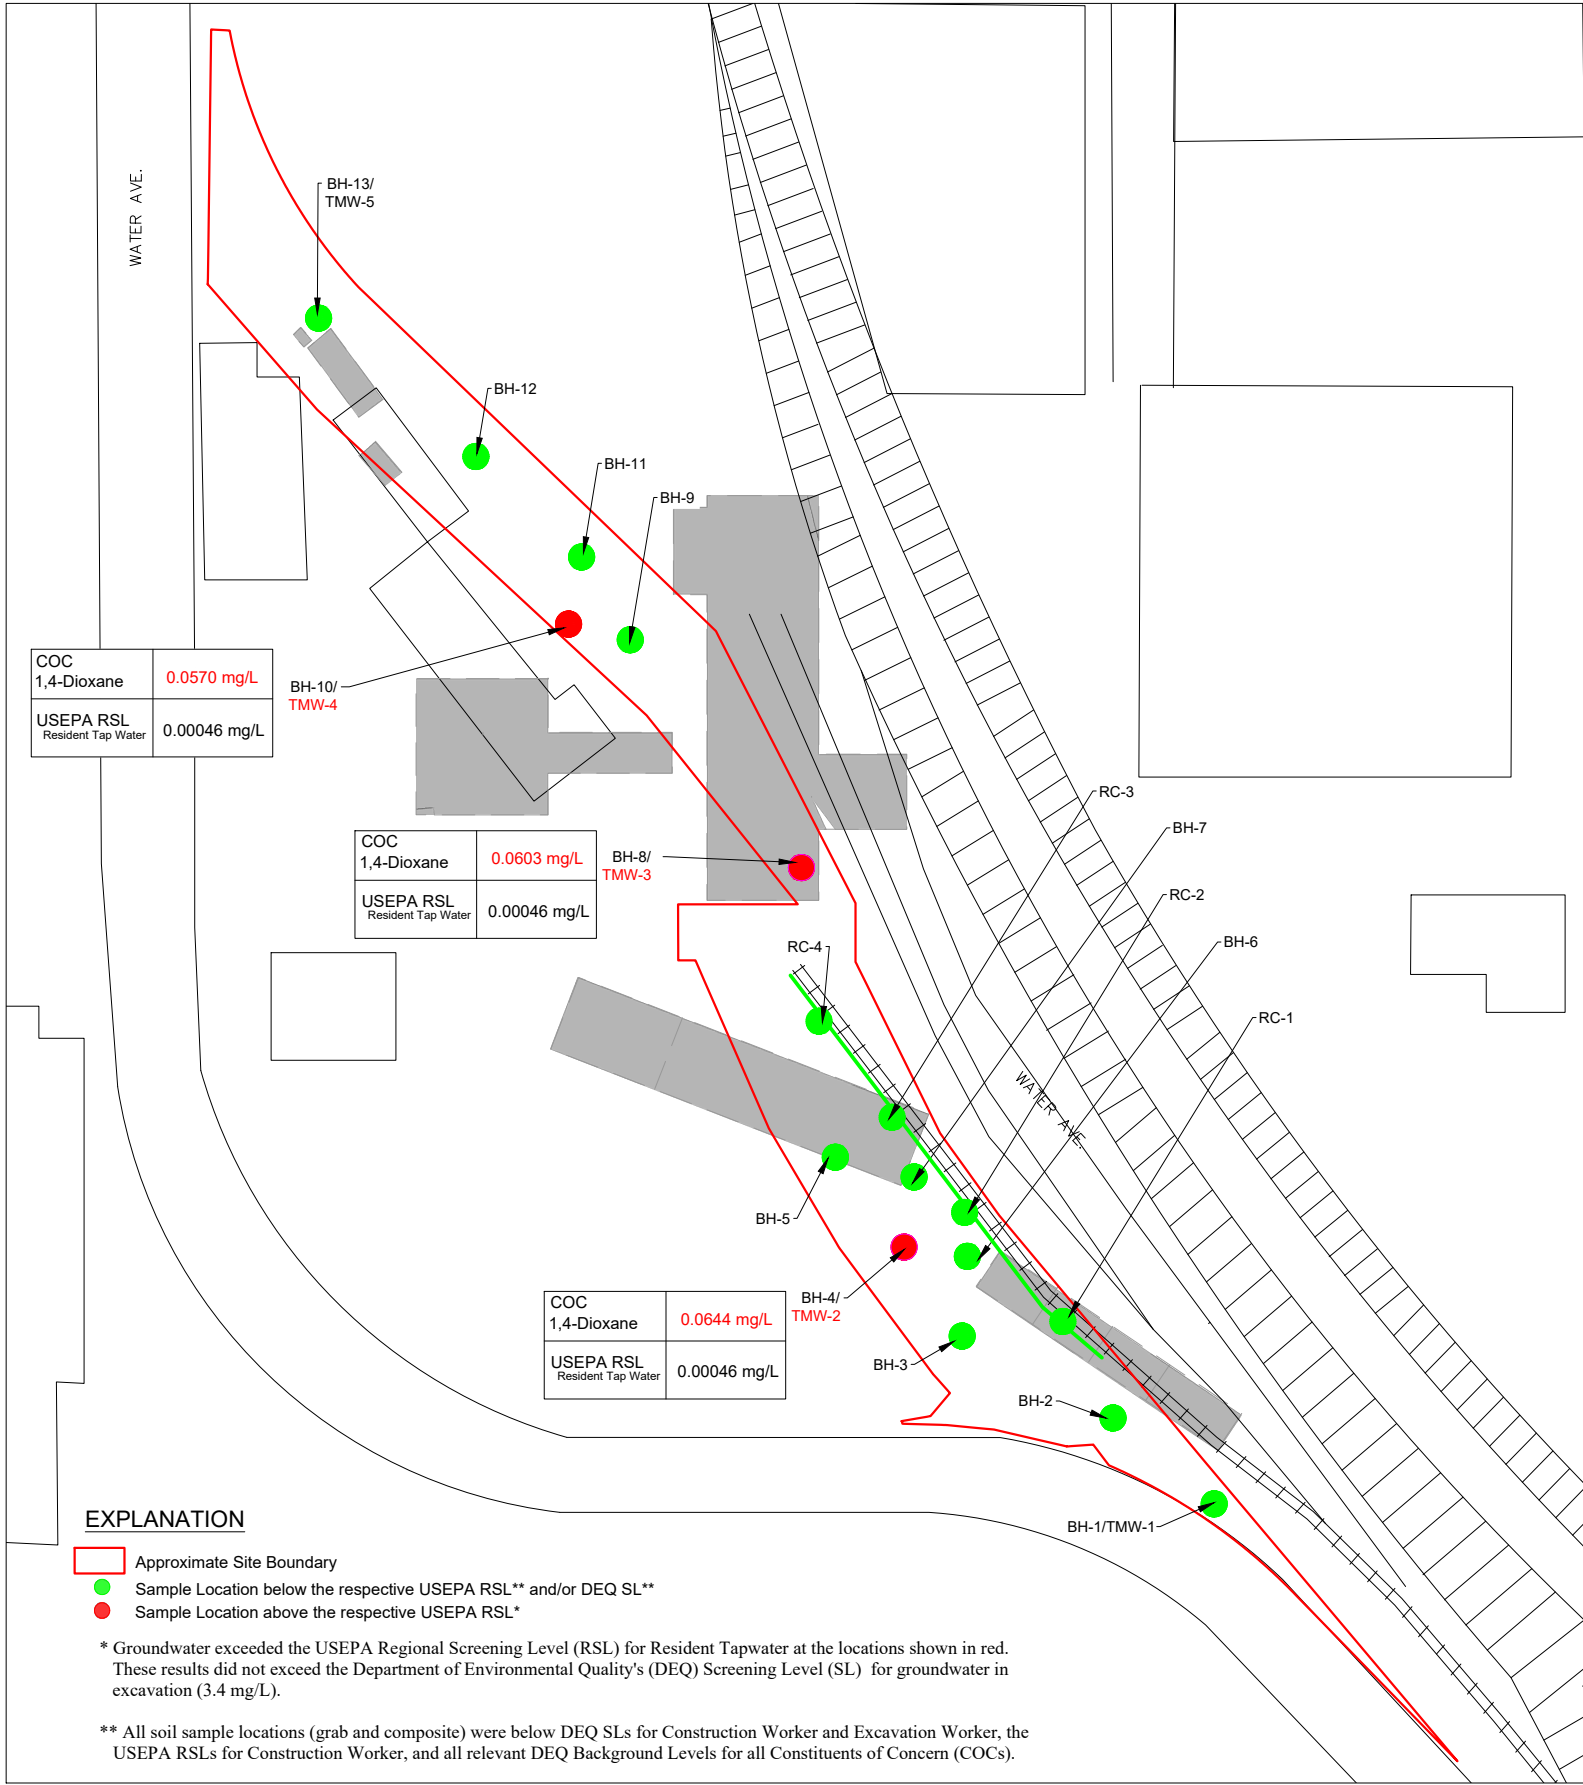 WATER AVE.
BH-13/
TMW-5
BH-12
BH-11
BH-9
COC
1,4-Dioxane
0.0570 mg/L
USEPA RSL
Resident Tap Water
0.00046 mg/L
BH-10/
TMW-4
COC
1,4-Dioxane
0.0603 mg/L
USEPA RSL
Resident Tap Water
0.00046 mg/L
BH-8/
TMW-3
RC-3
BH-7
RC-2
RC-4
BH-6
RC-1
WATER AVE.
BH-5
COC
1,4-Dioxane
0.0644 mg/L
USEPA RSL
Resident Tap Water
0.00046 mg/L
BH-4/
TMW-2
BH-3
BH-2
BH-1/TMW-1
EXPLANATION
Approximate Site Boundary
Sample Location below the respective USEPA RSL** and/or DEQ SL**
Sample Location above the respective USEPA RSL*
* Groundwater exceeded the USEPA Regional Screening Level (RSL) for Resident Tapwater at the locations shown in red.
These results did not exceed the Department of Environmental Quality's (DEQ) Screening Level (SL) for groundwater in
excavation (3.4 mg/L).
** All soil sample locations (grab and composite) were below DEQ SLs for Construction Worker and Excavation Worker, the
USEPA RSLs for Construction Worker, and all relevant DEQ Background Levels for all Constituents of Concern (COCs).